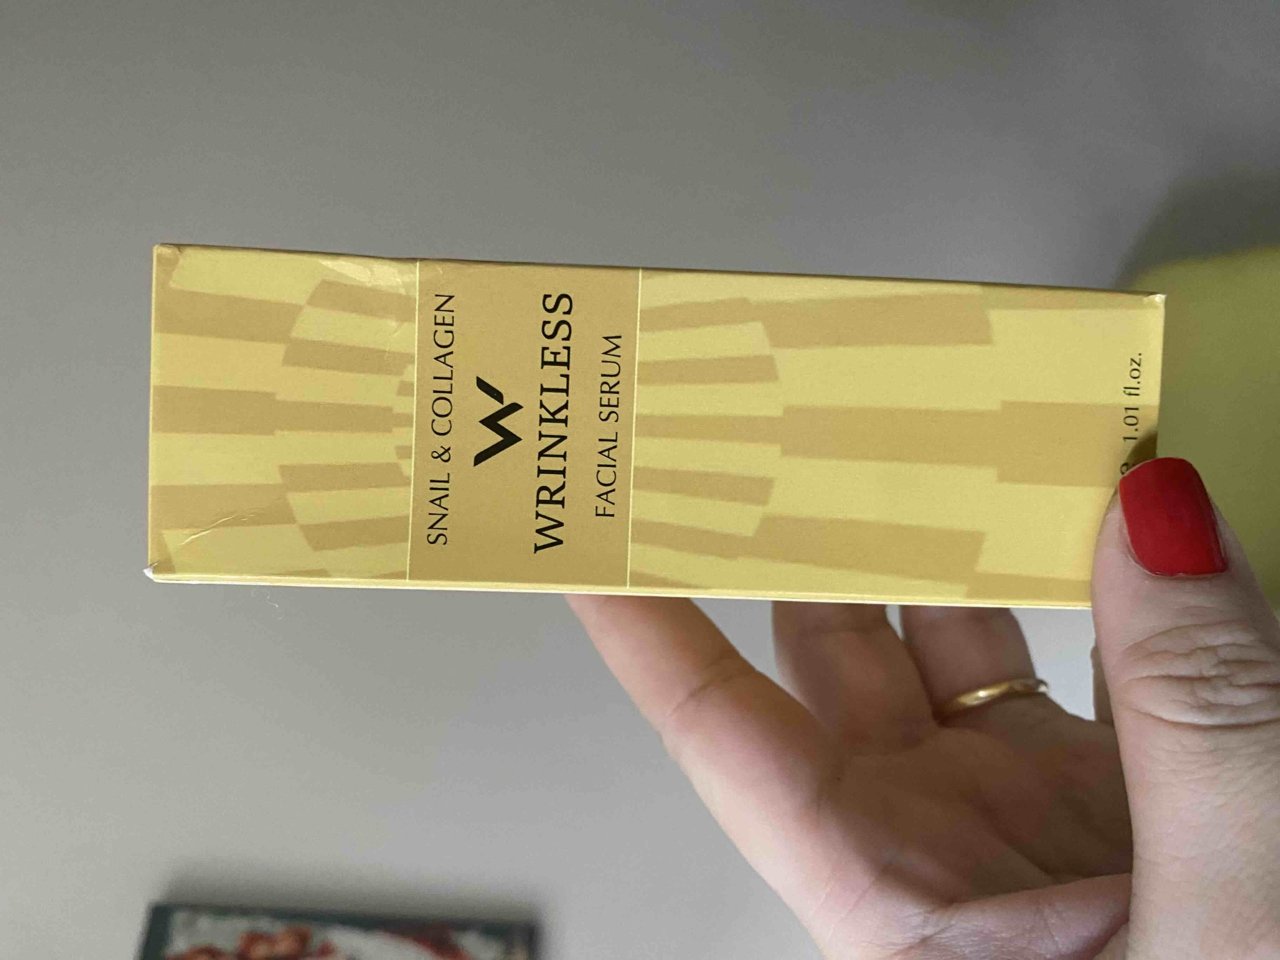 SNAIL & COLLAGEN
W
WRINKLESS
FACIAL SERUM
1.01 fl.oz.